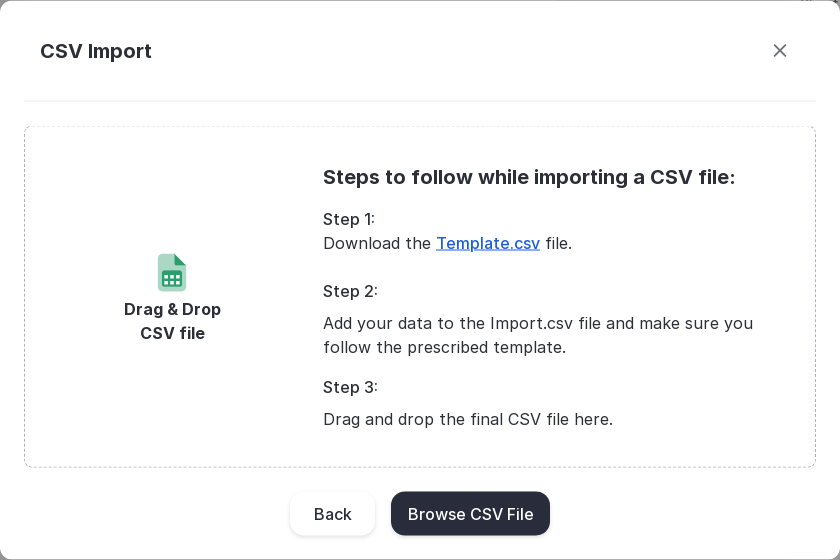 CSV Import
Drag & Drop
CSV file
Steps to follow while importing a CSV file:
Step 1:
Download the Template.csv file.
Step 2:
Add your data to the Import.csv file and make sure you
follow the prescribed template.
Step 3:
Drag and drop the final CSV file here.
Back
Browse CSV File